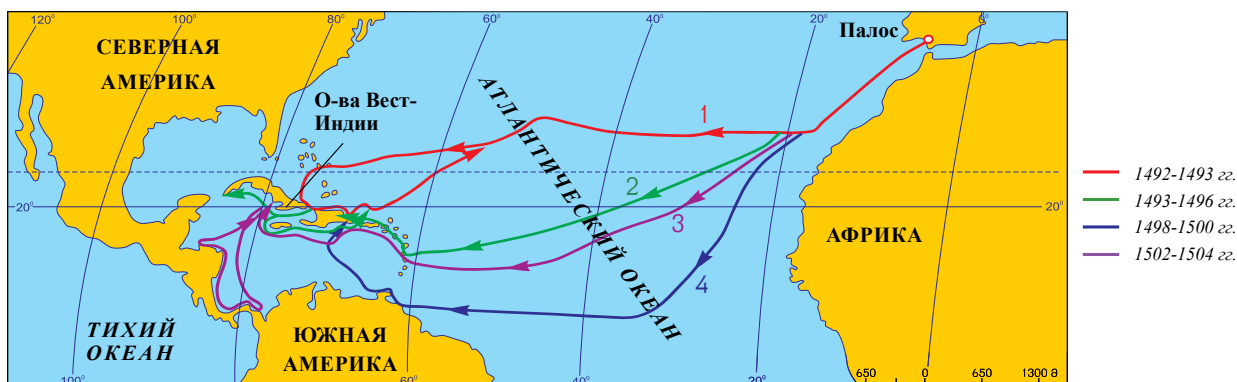 120° 100° 80° 60° 40° 20° 0°
СЕВЕРНАЯ
АМЕРИКА
О-ва Вест-
Индии
Палос
АТЛАНТИЧЕСКИЙ ОКЕАН
1
2
3
4
20° 20°
АФРИКА
ТИХИЙ
ОКЕАН
ЮЖНАЯ
АМЕРИКА
100° 60° 20°
650 0 650 1300 а
1492-1493 гг.
1493-1496 гг.
1498-1500 гг.
1502-1504 гг.